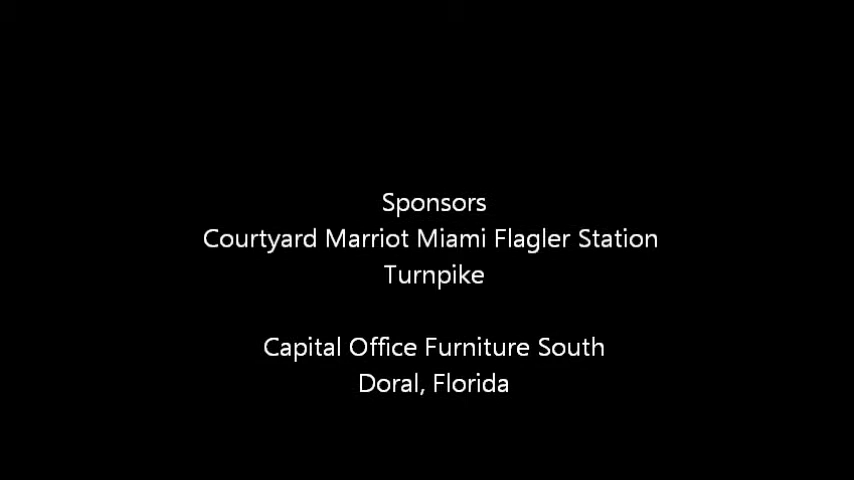 Sponsors
Courtyard Marriot Miami Flagler Station
Turnpike
Capital Office Furniture South
Doral, Florida